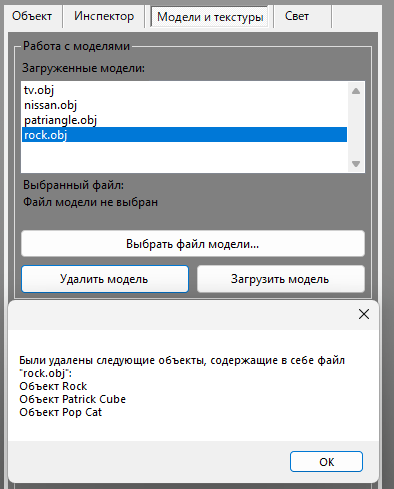 Объект Инспектор Модели и текстуры Свет
Работа с моделями
Загруженные модели:
tv.obj
nissan.obj
patriangle.obj
rock.obj
Выбранный файл:
Файл модели не выбран
Выбрать файл модели...
Удалить модель Загрузить модель
Были удалены следующие объекты, содержащие в себе файл
"rock.obj":
Объект Rock
Объект Patrick Cube
Объект Pop Cat
OK